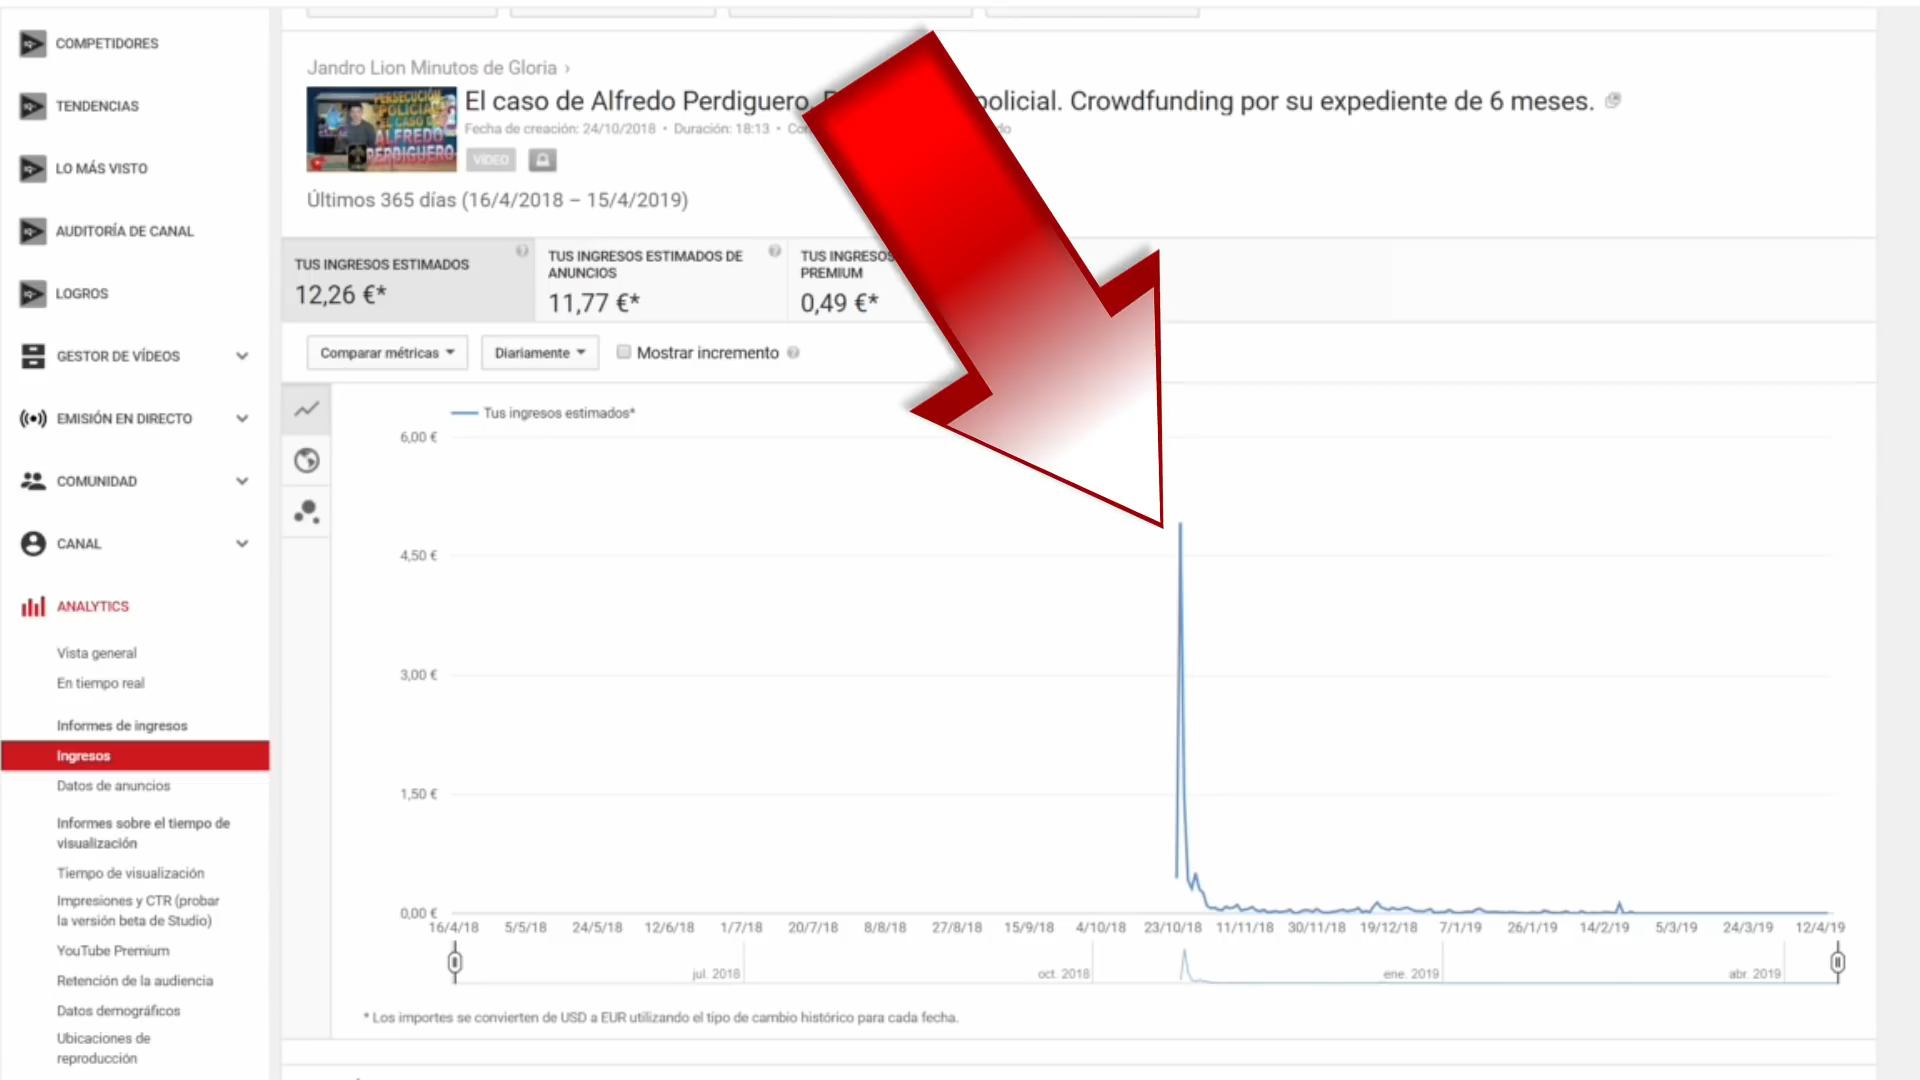 COMPETIDORES
TENDENCIAS
LO MÁS VISTO
AUDITORÍA DE CANAL
LOGROS
GESTOR DE VÍDEOS
EMISIÓN EN DIRECTO
COMUNIDAD
CANAL
ANALYTICS
Vista general
En tiempo real
Informes de ingresos
Ingresos
Datos de anuncios
Informes sobre el tiempo de
visualización
Tiempo de visualización
Impresiones y CTR (probar
la versión beta de Studio)
YouTube Premium
Retención de la audiencia
Datos demográficos
Ubicaciones de
reproducción
Jandro Lion Minutos de Gloria ›
PERSECUCIÓN
POLICIAL
EL CASO DE
ALFREDO
PERDIGUERO
El caso de Alfredo Perdiguero. policial. Crowdfunding por su expediente de 6 meses.
Fecha de creación: 24/10/2018 • Duración: 18:13 •
VÍDEO
Últimos 365 días (16/4/2018 – 15/4/2019)
TUS INGRESOS ESTIMADOS
12,26 €*
TUS INGRESOS ESTIMADOS DE
ANUNCIOS
11,77 €*
TUS INGRESOS
PREMIUM
0,49 €*
Comparar métricas
Diariamente
Mostrar incremento
Tus ingresos estimados*
6,00 €
4,50 €
3,00 €
1,50 €
0,00 €
16/4/18 5/5/18 24/5/18 12/6/18 1/7/18 20/7/18 8/8/18 27/8/18 15/9/18 4/10/18 23/10/18 11/11/18 30/11/18 19/12/18 7/1/19 26/1/19 14/2/19 5/3/19 24/3/19 12/4/19
jul. 2018 oct. 2018 ene. 2019 abr. 2019
* Los importes se convierten de USD a EUR utilizando el tipo de cambio histórico para cada fecha.